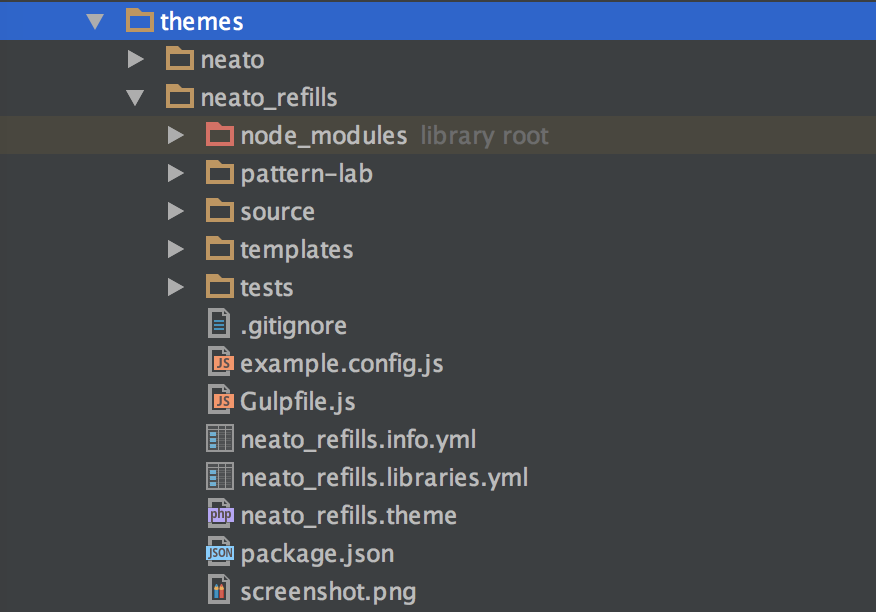 themes
neato
neato_refills
node_modules library root
pattern-lab
source
templates
tests
.gitignore
JS example.config.js
JS Gulpfile.js
neato_refills.info.yml
neato_refills.libraries.yml
php neato_refills.theme
JSON package.json
screenshot.png